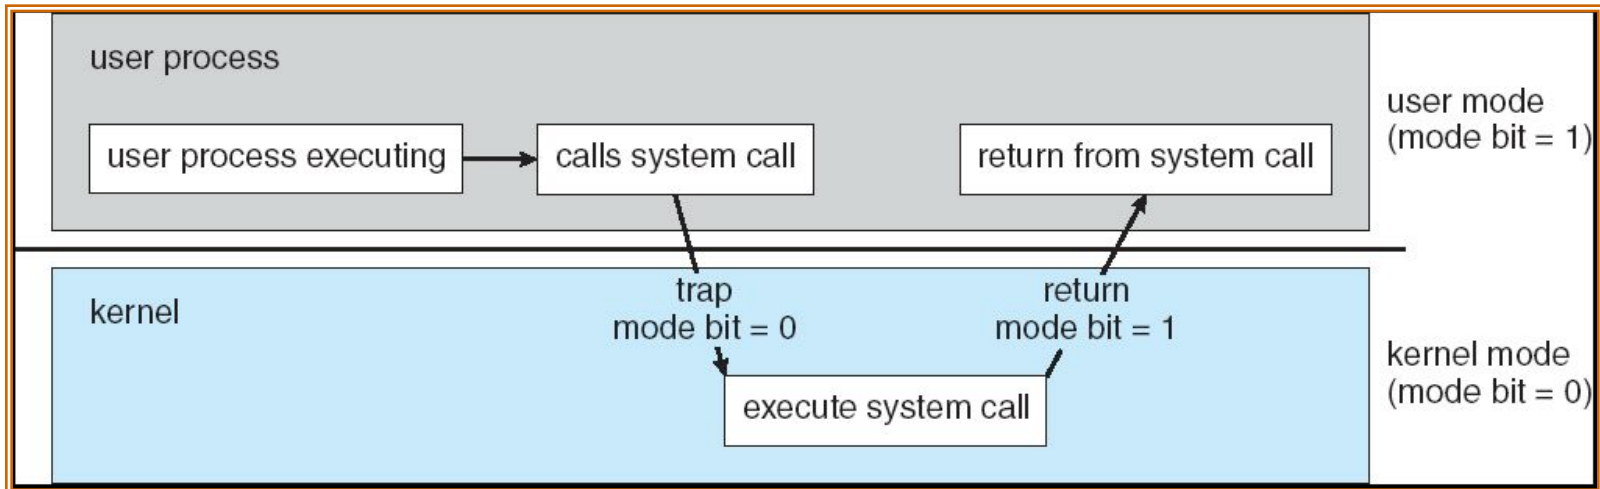 user process
user process executing
calls system call
return from system call
user mode
(mode bit = 1)
kernel
trap
mode bit = 0
return
mode bit = 1
execute system call
kernel mode
(mode bit = 0)